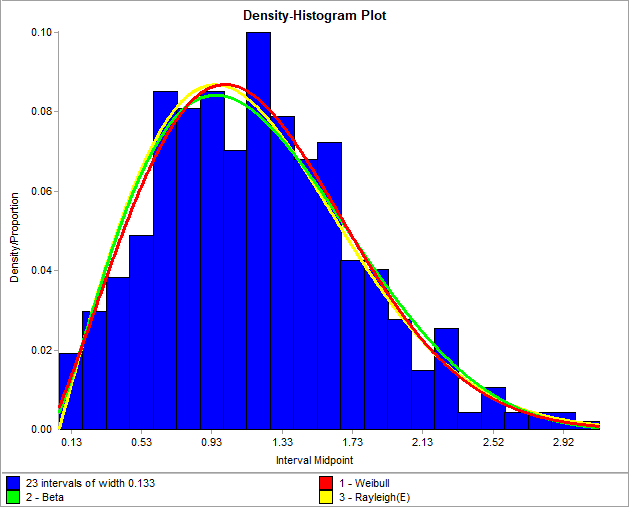 Density-Histogram Plot
0.10
0.08
0.06
0.04
0.02
0.00
Density/Proportion
0.13 0.53 0.93 1.33 1.73 2.13 2.52 2.92
Interval Midpoint
23 intervals of width 0.133 1 - Weibull
2 - Beta 3 - Rayleigh(E)